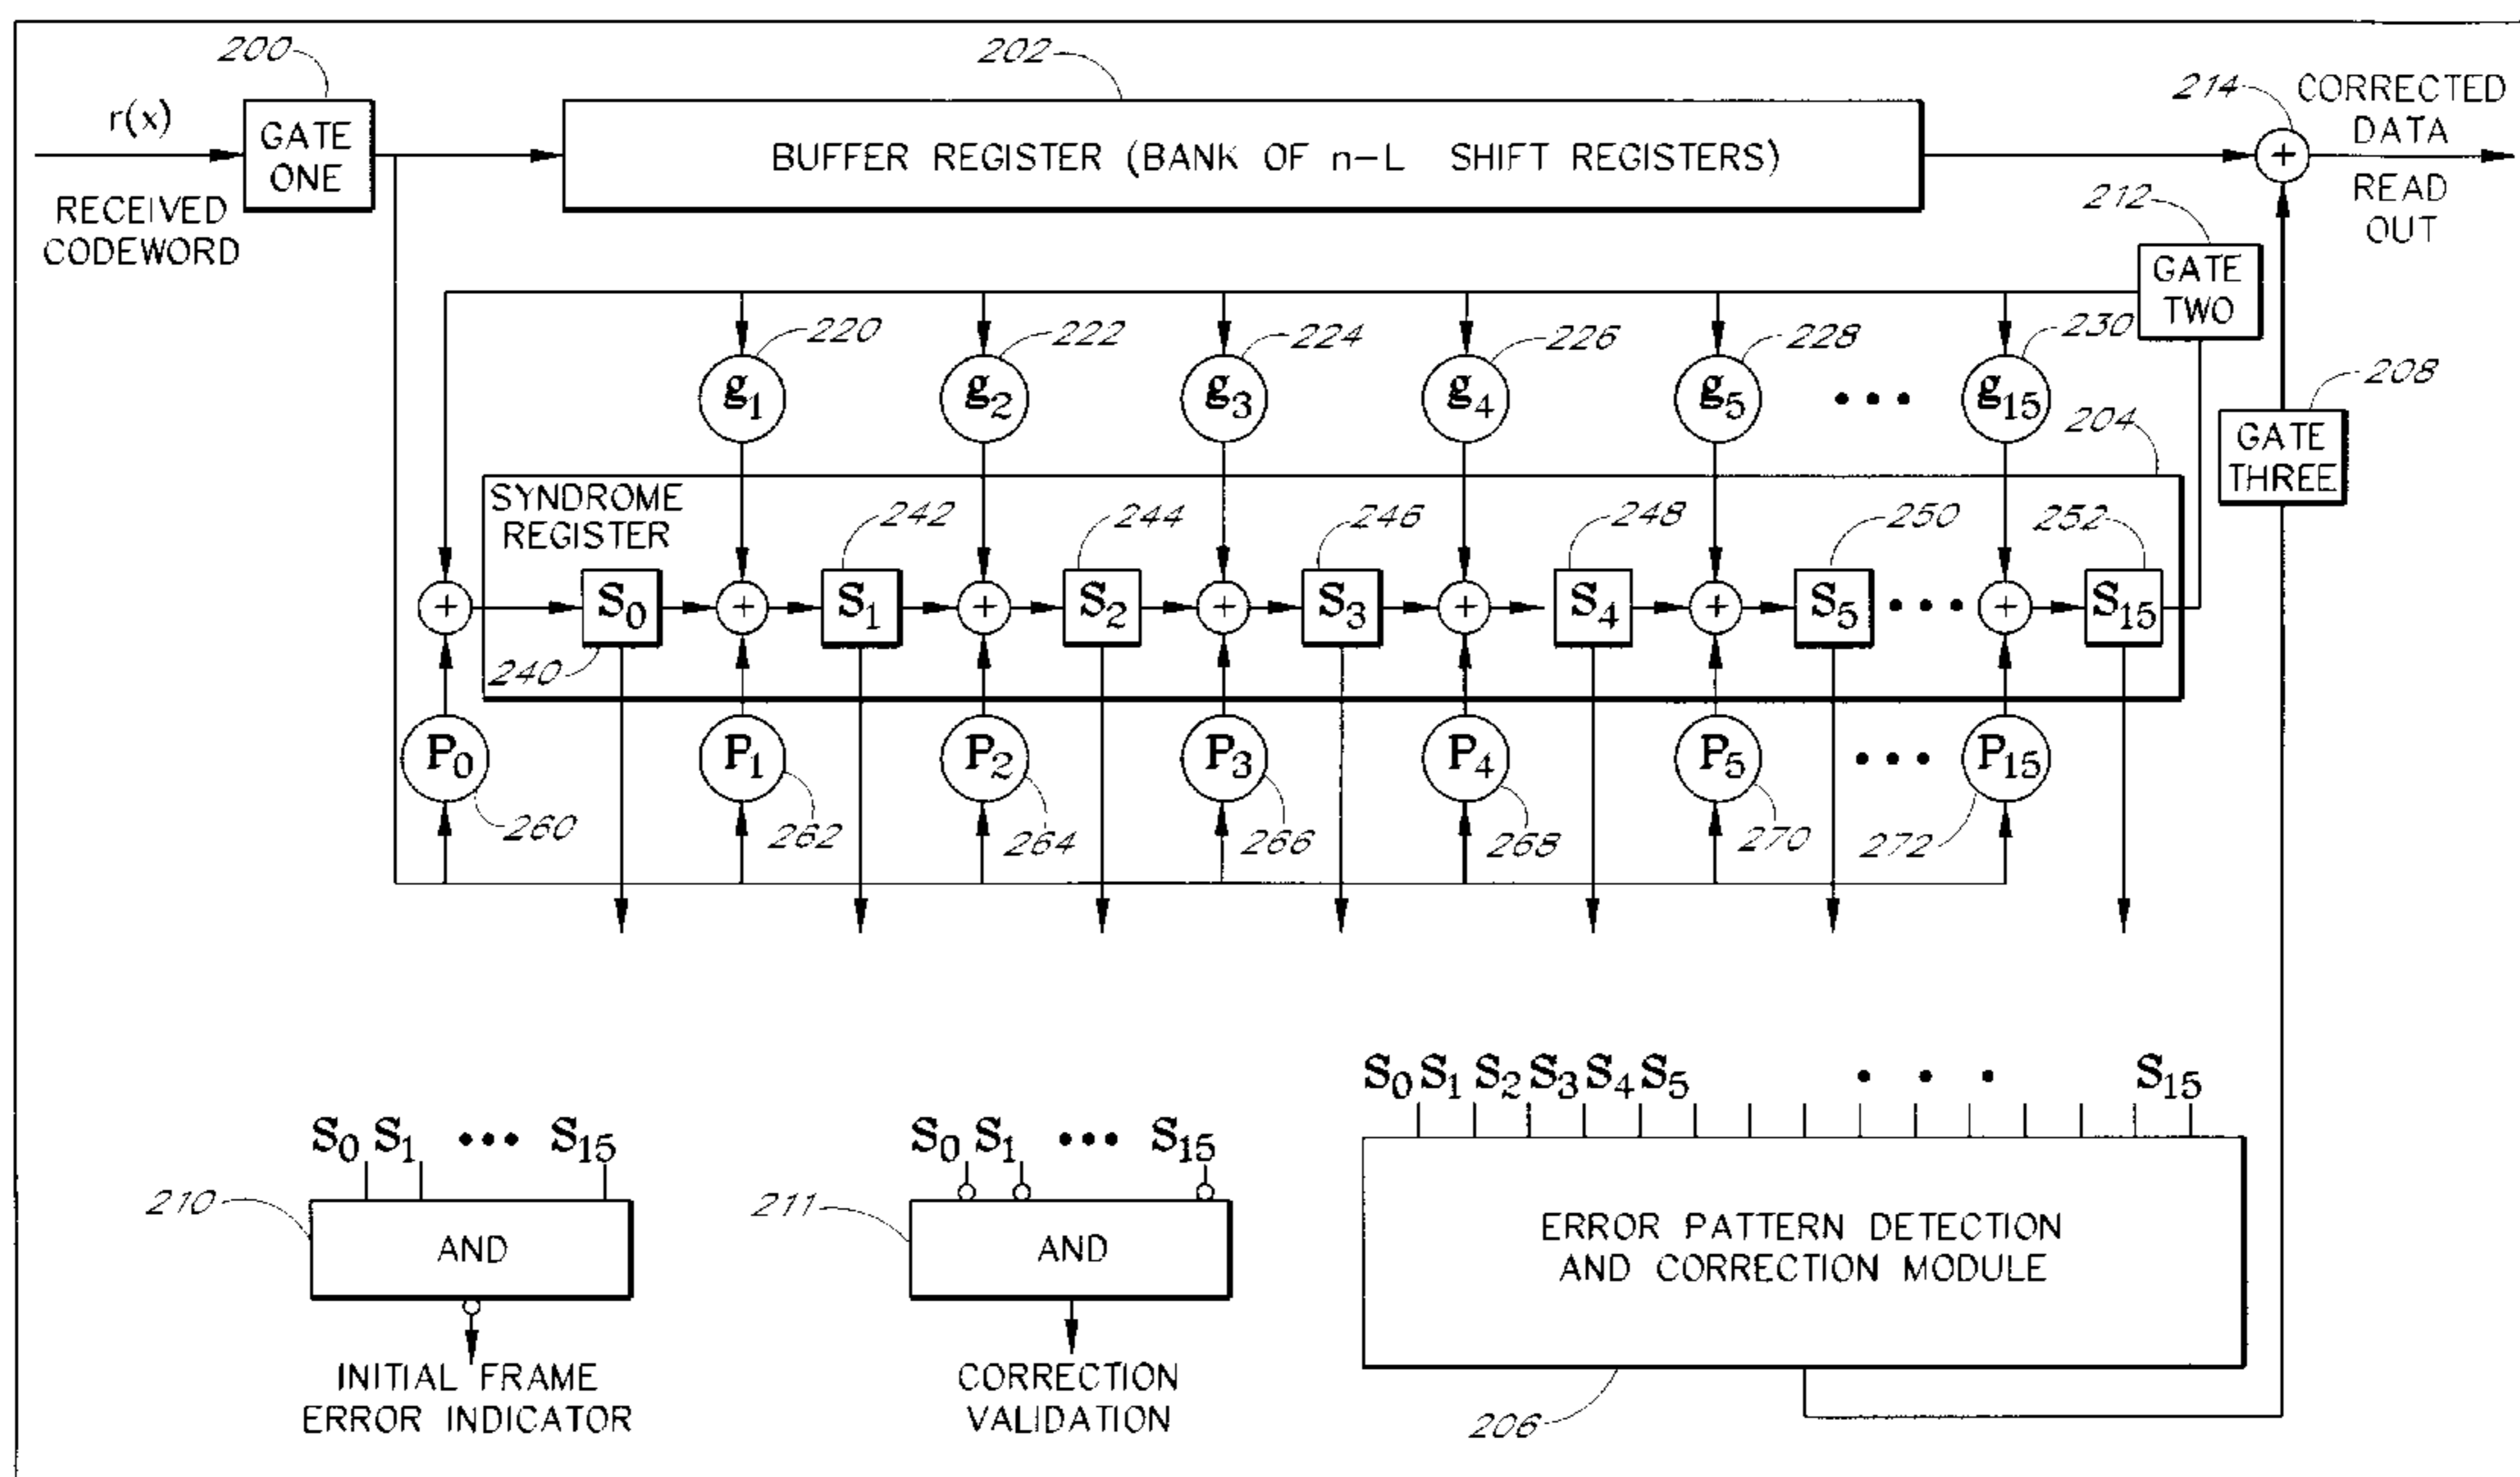 200
202
214
CORRECTED
DATA
READ
OUT
r(x)
RECEIVED
CODEWORD
GATE
ONE
BUFFER REGISTER (BANK OF n-L SHIFT REGISTERS)
+
212
GATE
TWO
220
222
224
226
228
230
g1
g2
g3
g4
g5
• • •
g15
208
GATE
THREE
204
SYNDROME
REGISTER
242
244
246
248
250
252
+
S0
+
S1
+
S2
+
S3
+
S4
+
S5
• • •
+
S15
240
P0
P1
P2
P3
P4
P5
• • •
P15
260
262
264
266
268
270
272
S0 S1 ••• S15
210
AND
INITIAL FRAME
ERROR INDICATOR
S0 S1 ••• S15
211
AND
CORRECTION
VALIDATION
S0 S1 S2 S3 S4 S5 • • • S15
ERROR PATTERN DETECTION
AND CORRECTION MODULE
206